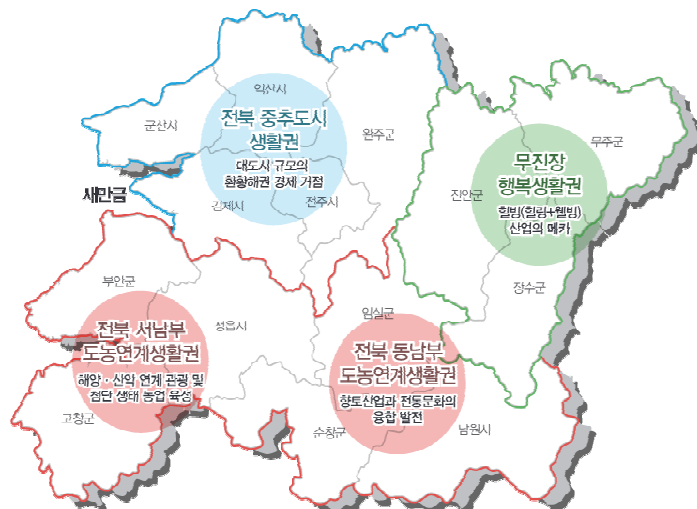 익산시
군산시
전북 중추도시
생활권
완주군
대도시 규모의
환황해권 경제 거점
새만금
김제시
전주시
무주군
무진장
행복생활권
진안군
힐빙(힐링+웰빙)
산업의 메카
장수군
부안군
정읍시
임실군
전북 서남부
도농연계생활권
해양·산악 연계 관광 및
첨단 생태 농업 육성
고창군
전북 동남부
도농연계생활권
향토산업과 전통문화의
융합 발전
순창군
남원시